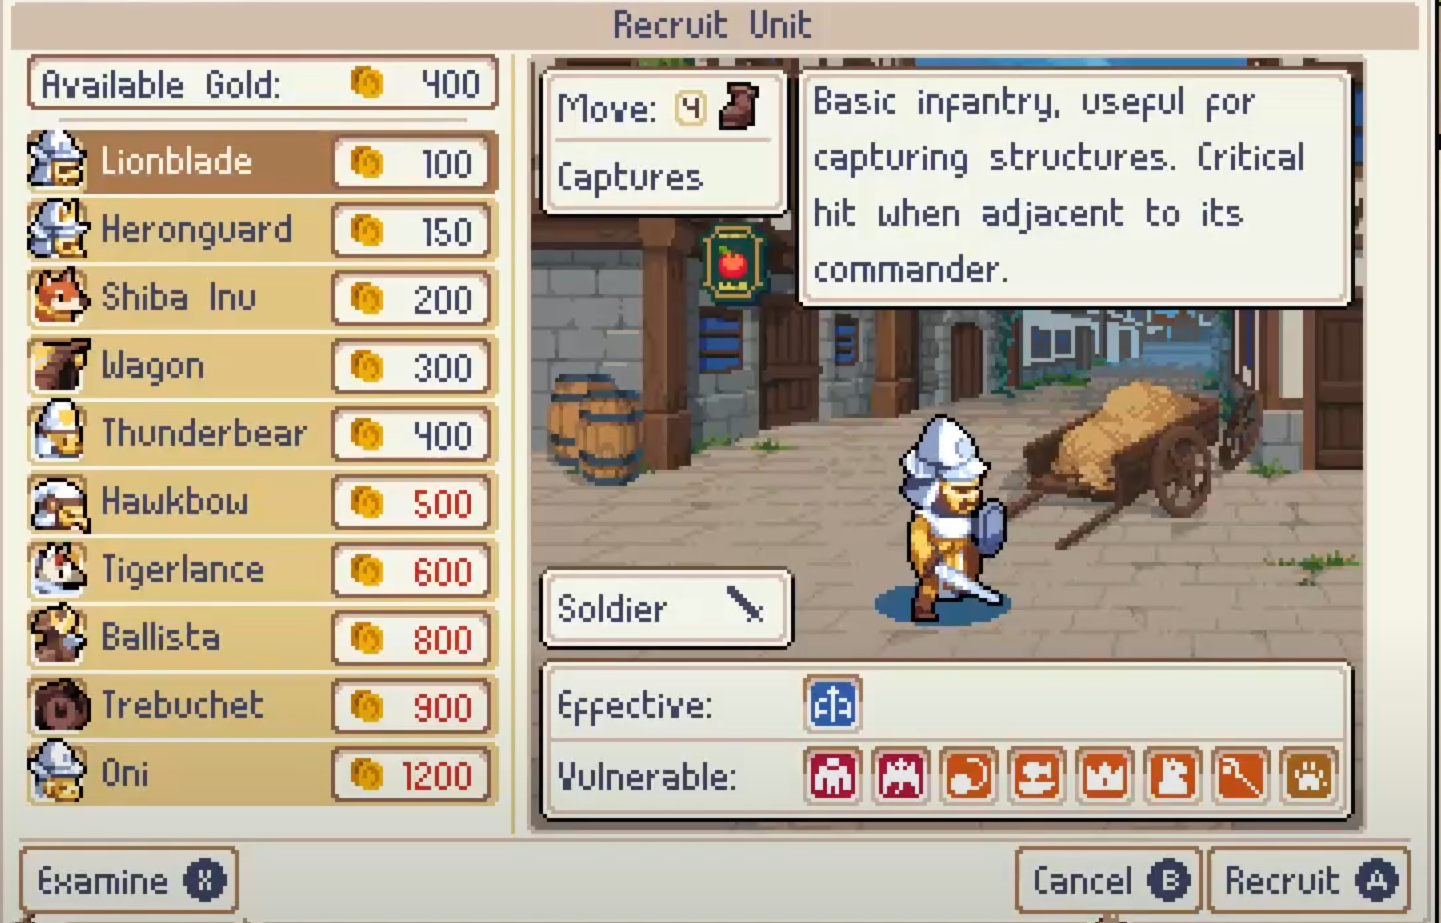 Recruit Unit
Available Gold: 400
Lionblade 100
Heronguard 150
Shiba Inu 200
Wagon 300
Thunderbear 400
Hawkbow 500
Tigerlance 600
Ballista 800
Trebuchet 900
Oni 1200
Move: 4
Captures
Basic infantry, useful for
capturing structures. Critical
hit when adjacent to its
commander.
Soldier
Effective:
Vulnerable:
Examine X
Cancel B
Recruit A